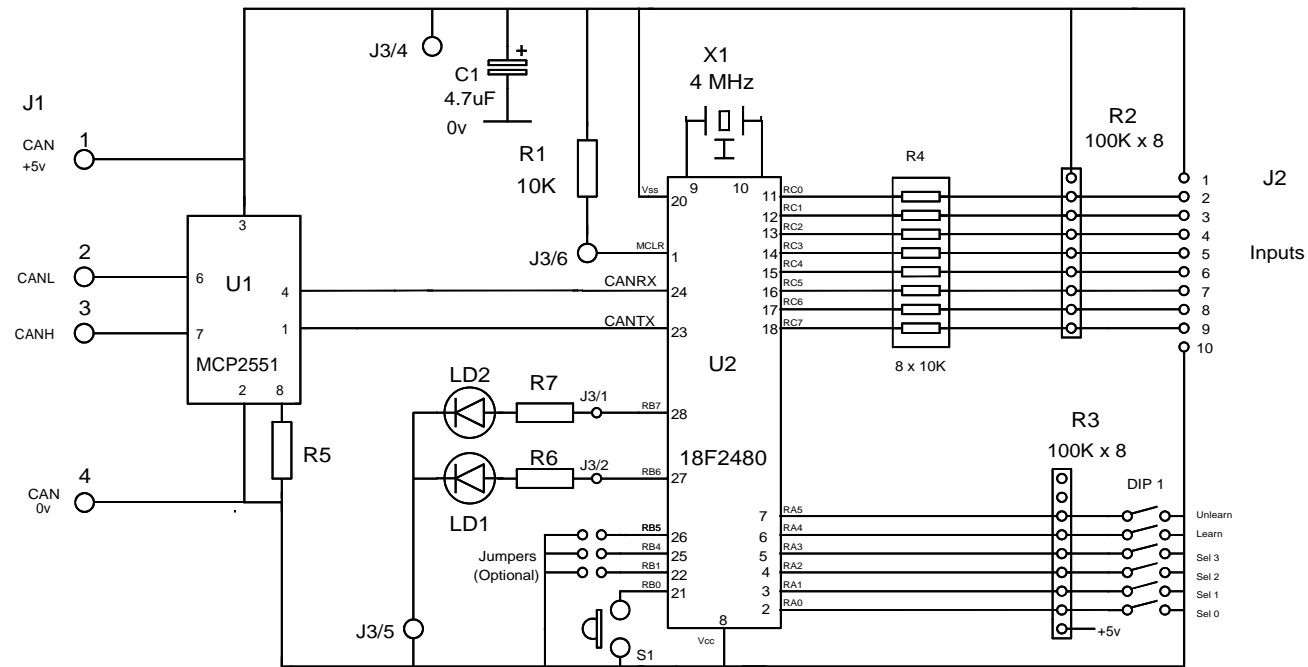 J3/4
+
C1
4.7uF
0v
X1
4 MHz
J1
CAN
+5v
1
R1
10K
R2
100K x 8
R4
J2
Inputs
9
10
Vss
20
MCLR
1
J3/6
11
RC0
12
RC1
13
RC2
14
RC3
15
RC4
16
RC5
17
RC6
18
RC7
1
2
3
4
5
6
7
8
9
10
8 x 10K
2
CANL
3
CANH
3
6
7
U1
4
1
MCP2551
2
8
CANRX
24
CANTX
23
U2
18F2480
LD2
R7
J3/1
RB7
28
R5
LD1
R6
J3/2
RB6
27
4
CAN
0v
R3
100K x 8
DIP 1
Jumpers
(Optional)
RB5
26
RB4
25
RB1
22
RB0
21
7
RA5
6
RA4
5
RA3
4
RA2
3
RA1
2
RA0
Unlearn
Learn
Sel 3
Sel 2
Sel 1
Sel 0
+5v
J3/5
S1
8
Vcc